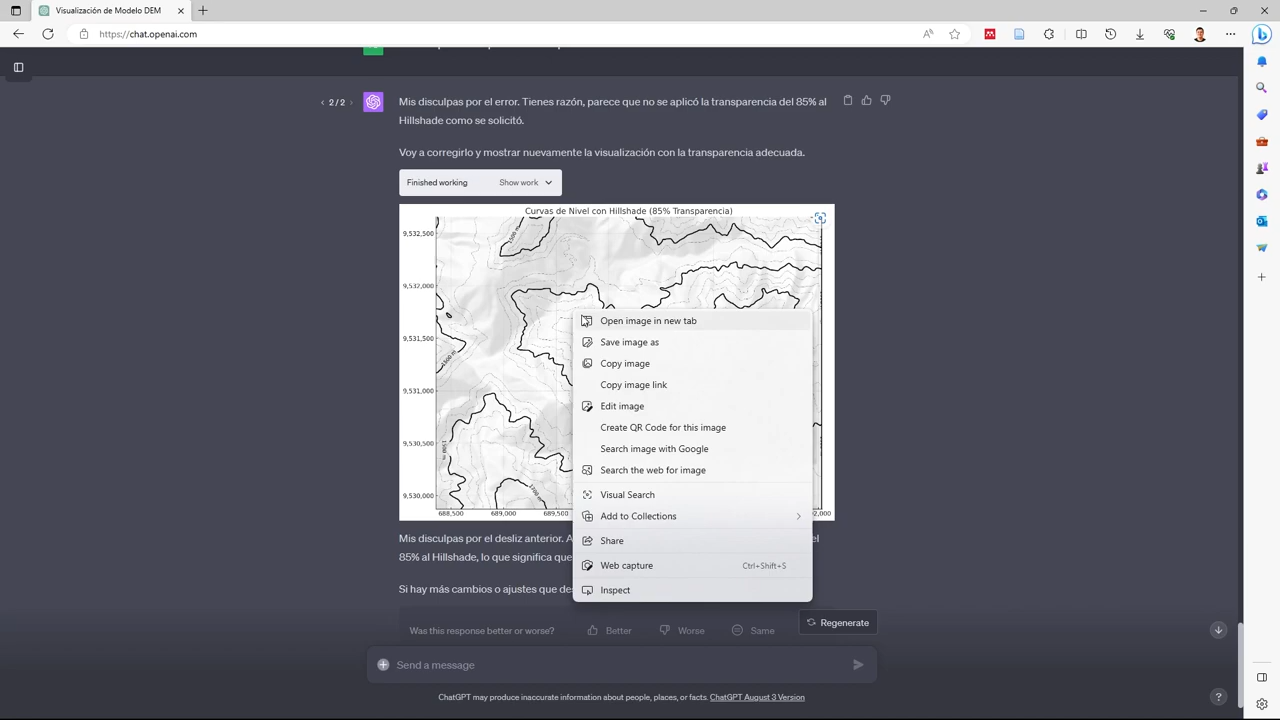 Visualización de Modelo DEM
https://chat.openai.com
2 / 2
Mis disculpas por el error. Tienes razón, parece que no se aplicó la transparencia del 85% al
Hillshade como se solicitó.
Voy a corregirlo y mostrar nuevamente la visualización con la transparencia adecuada.
Finished working
Show work
Curvas de Nivel con Hillshade (85% Transparencia)
9,532,500
9,532,000
9,531,500
9,531,000
9,530,500
9,530,000
688,500
689,000
689,500
1500 m
Open image in new tab
Save image as
Copy image
Copy image link
Edit image
Create QR Code for this image
Search image with Google
Search the web for image
Visual Search
Add to Collections
Share
Web capture
Ctrl+Shift+S
Inspect
Mis disculpas por el desliz anterior. A
el
85% al Hillshade, lo que significa que
Si hay más cambios o ajustes que de
Was this response better or worse?
Better
Worse
Same
Regenerate
Send a message
ChatGPT may produce inaccurate information about people, places, or facts. ChatGPT August 3 Version